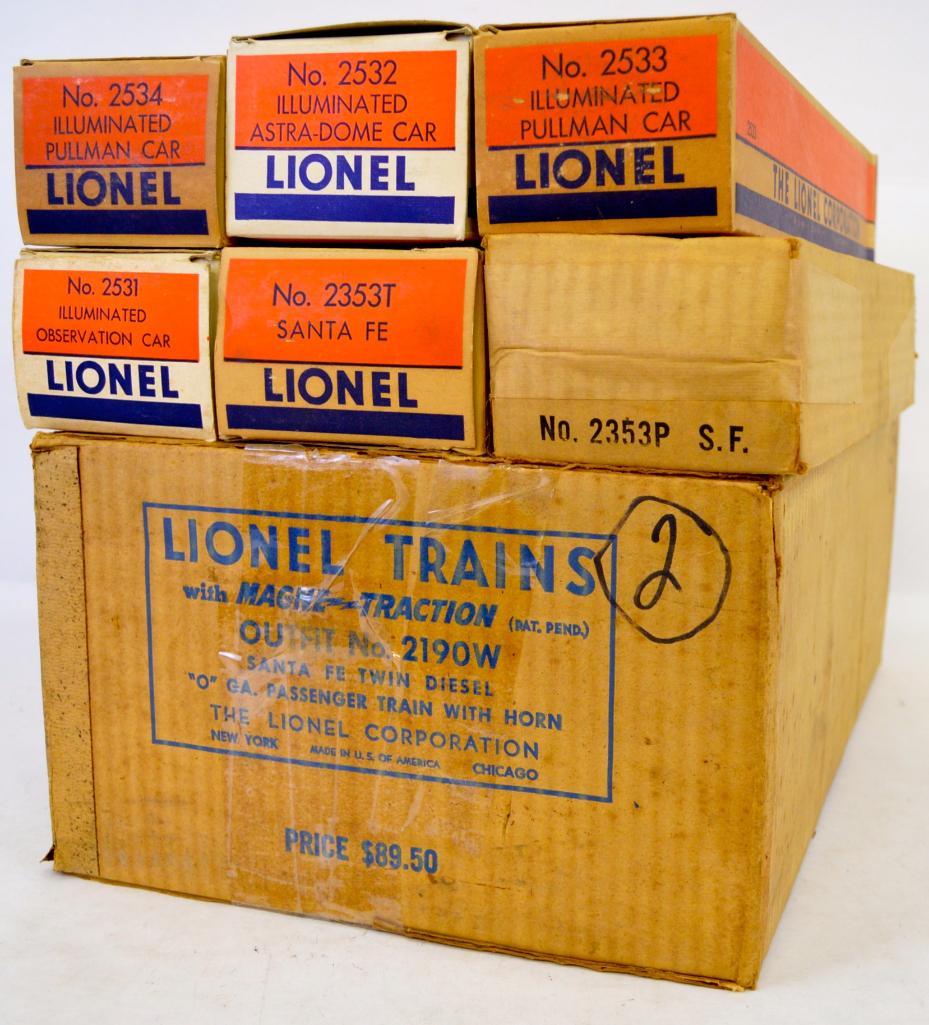 No. 2534
ILLUMINATED
PULLMAN CAR
LIONEL
No. 2532
ILLUMINATED
ASTRA-DOME CAR
LIONEL
No. 2533
ILLUMINATED
PULLMAN CAR
LIONEL
2533
THE LIONEL CORPORATION
No. 2531
ILLUMINATED
OBSERVATION CAR
LIONEL
No. 2353T
SANTA FE
LIONEL
No. 2353P S.F.
LIONEL TRAINS
with MAGNE-TRACTION (PAT. PEND.)
OUTFIT No. 2190W
SANTA FE TWIN DIESEL
"O" GA. PASSENGER TRAIN WITH HORN
THE LIONEL CORPORATION
NEW YORK MADE IN U.S. OF AMERICA CHICAGO
2
PRICE $89.50